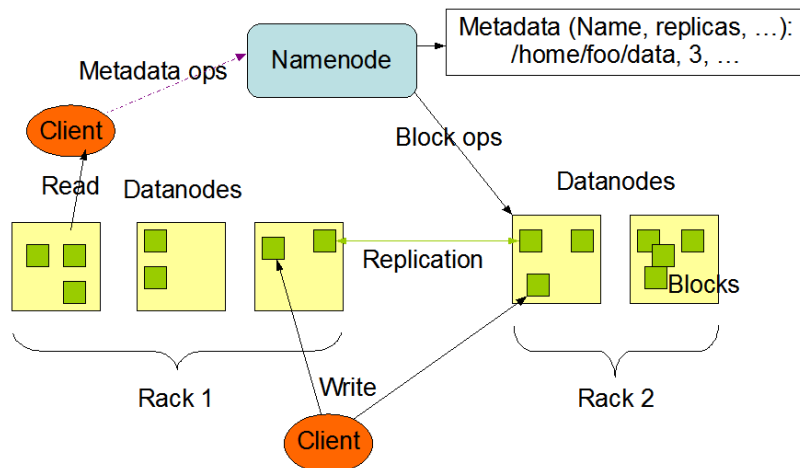 Metadata (Name, replicas, …):
/home/foo/data, 3, …
Namenode
Metadata ops
Client
Block ops
Read
Datanodes
Datanodes
Replication
Blocks
Rack 1
Write
Rack 2
Client